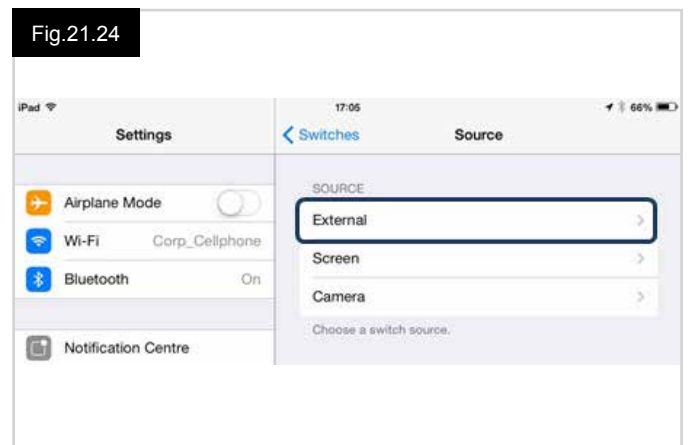 Fig.21.24
iPad 17:05 66%
Settings
Switches Source
SOURCE
Airplane Mode
External
Wi-Fi Corp_Cellphone
Screen
Bluetooth On
Camera
Choose a switch source.
Notification Centre